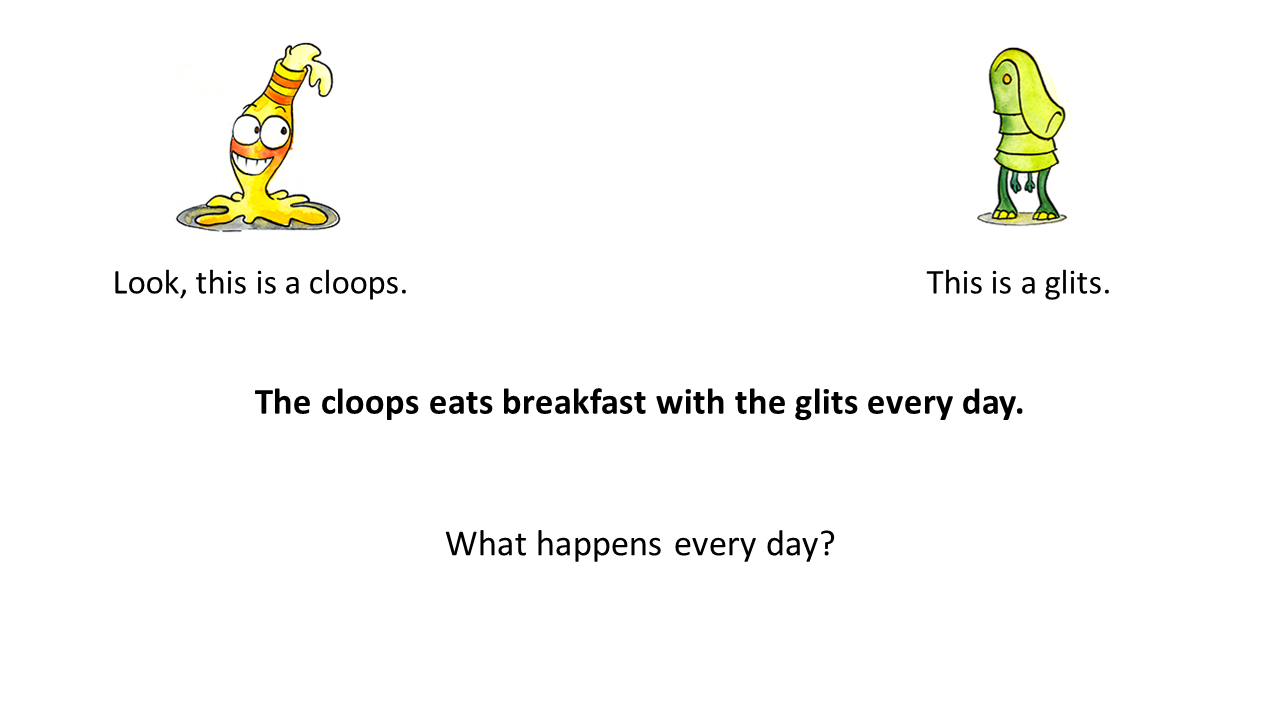 Look, this is a cloops.
This is a glits.
The cloops eats breakfast with the glits every day.
What happens every day?